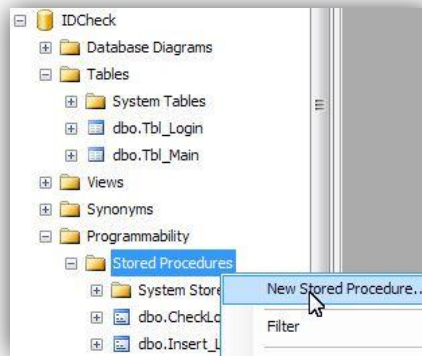 IDCheck
Database Diagrams
Tables
System Tables
dbo.Tbl_Login
dbo.Tbl_Main
Views
Synonyms
Programmability
Stored Procedures
System Store
New Stored Procedure..
dbo.CheckLo
Filter
dbo.Insert_L